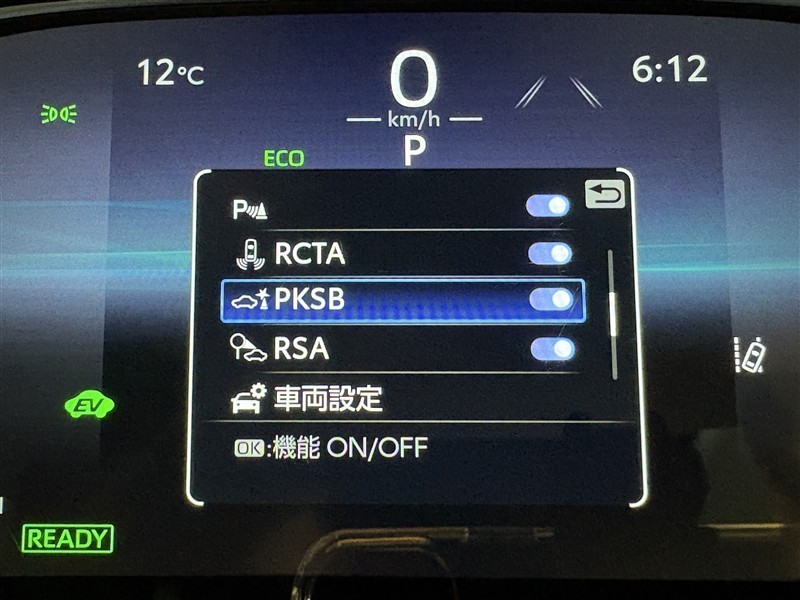 12°C
0
6:12
km/h
ECO
P
P
RCTA
PKSB
RSA
車両設定
OK:機能 ON/OFF
EV
READY